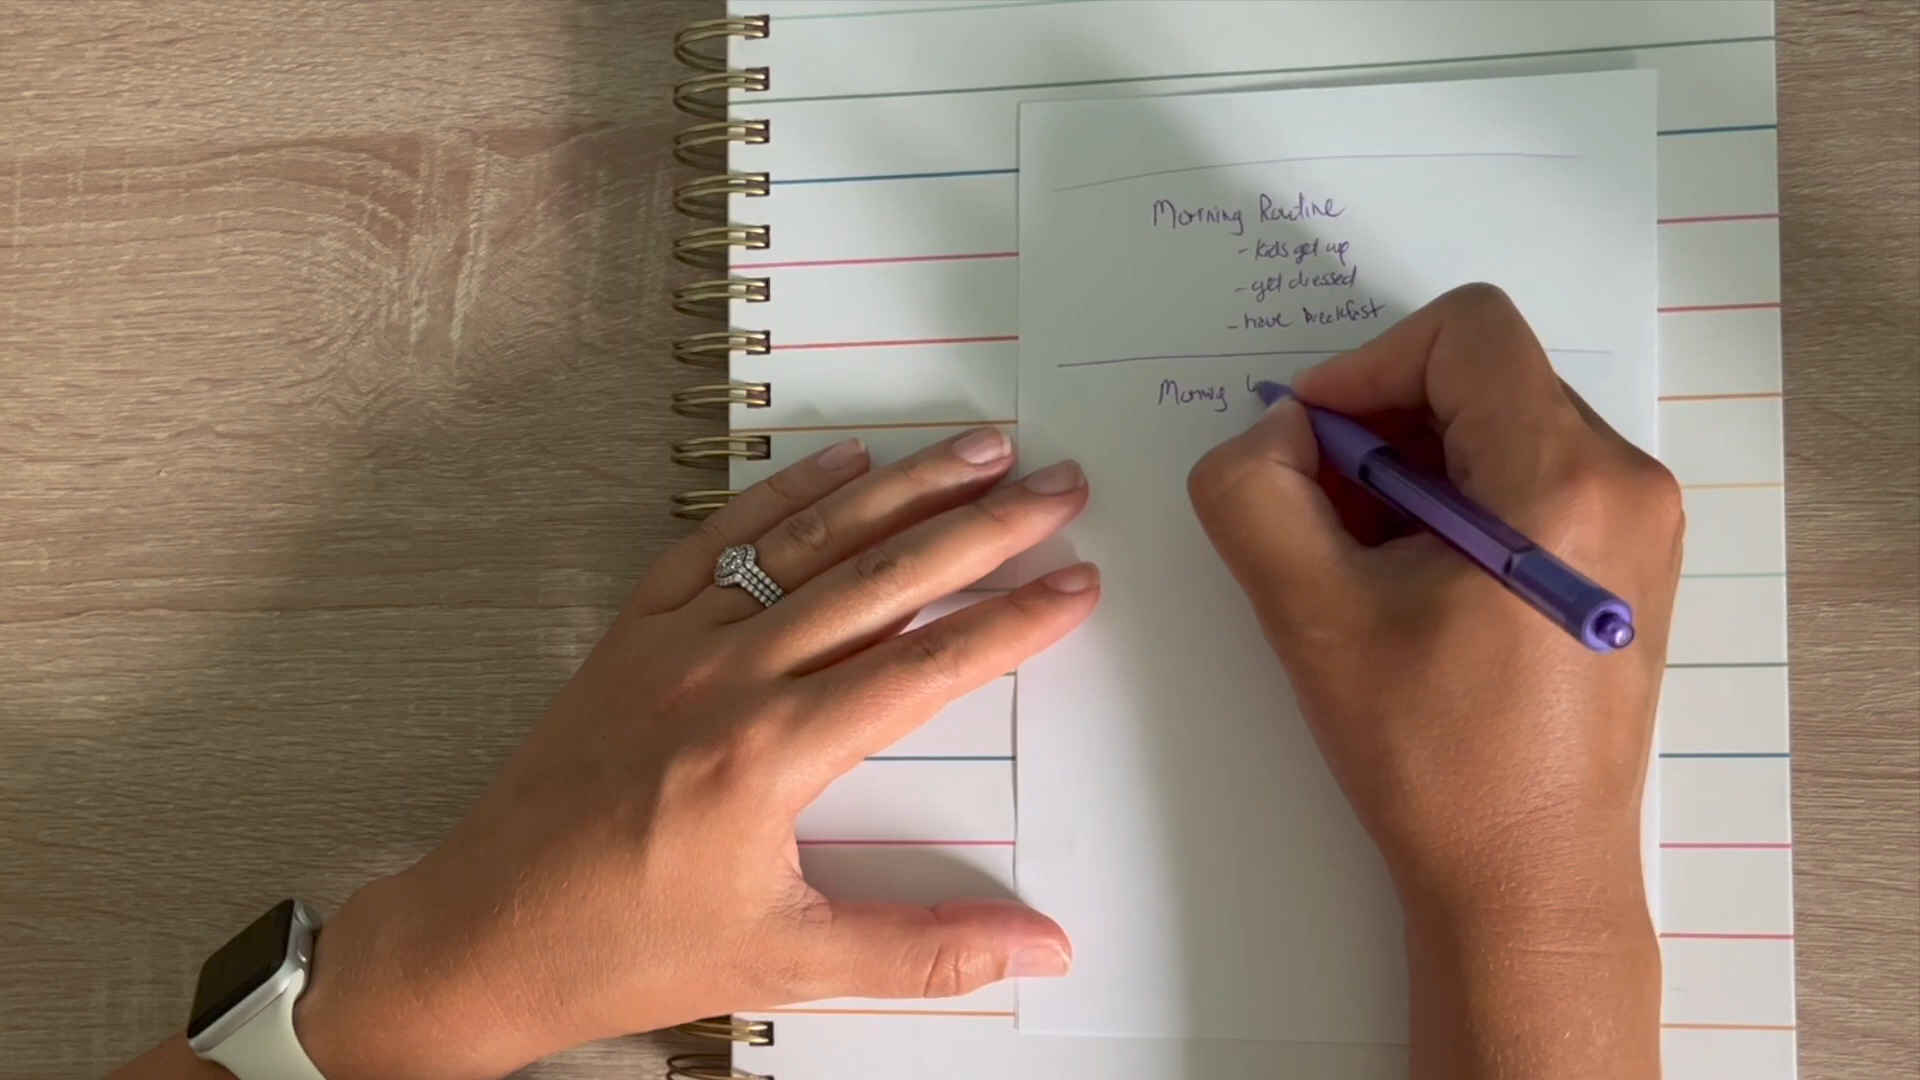 Morning Routine
- kids get up
- get dressed
- have breakfast
Morning